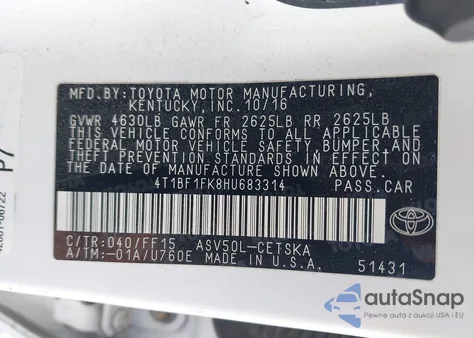 MFD.BY:TOYOTA MOTOR MANUFACTURING,
KENTUCKY,INC.10/16
GVWR 4630LB GAWR FR 2625LB RR 2625LB
THIS VEHICLE CONFORMS TO ALL APPLICABLE
FEDERAL MOTOR VEHICLE SAFETY,BUMPER,AND
THEFT PREVENTION STANDARDS IN EFFECT ON
THE DATE OF MANUFACTURE SHOWN ABOVE.
4T1BF1FK8HU683314 PASS.CAR
C/TR:040/FF15 ASV50L-CETSKA
A/TM:-01A/U760E MADE IN U.S.A.
51431
TOYOTA
P7
autoSnap
Pewne auta z aukcji w USA i EU